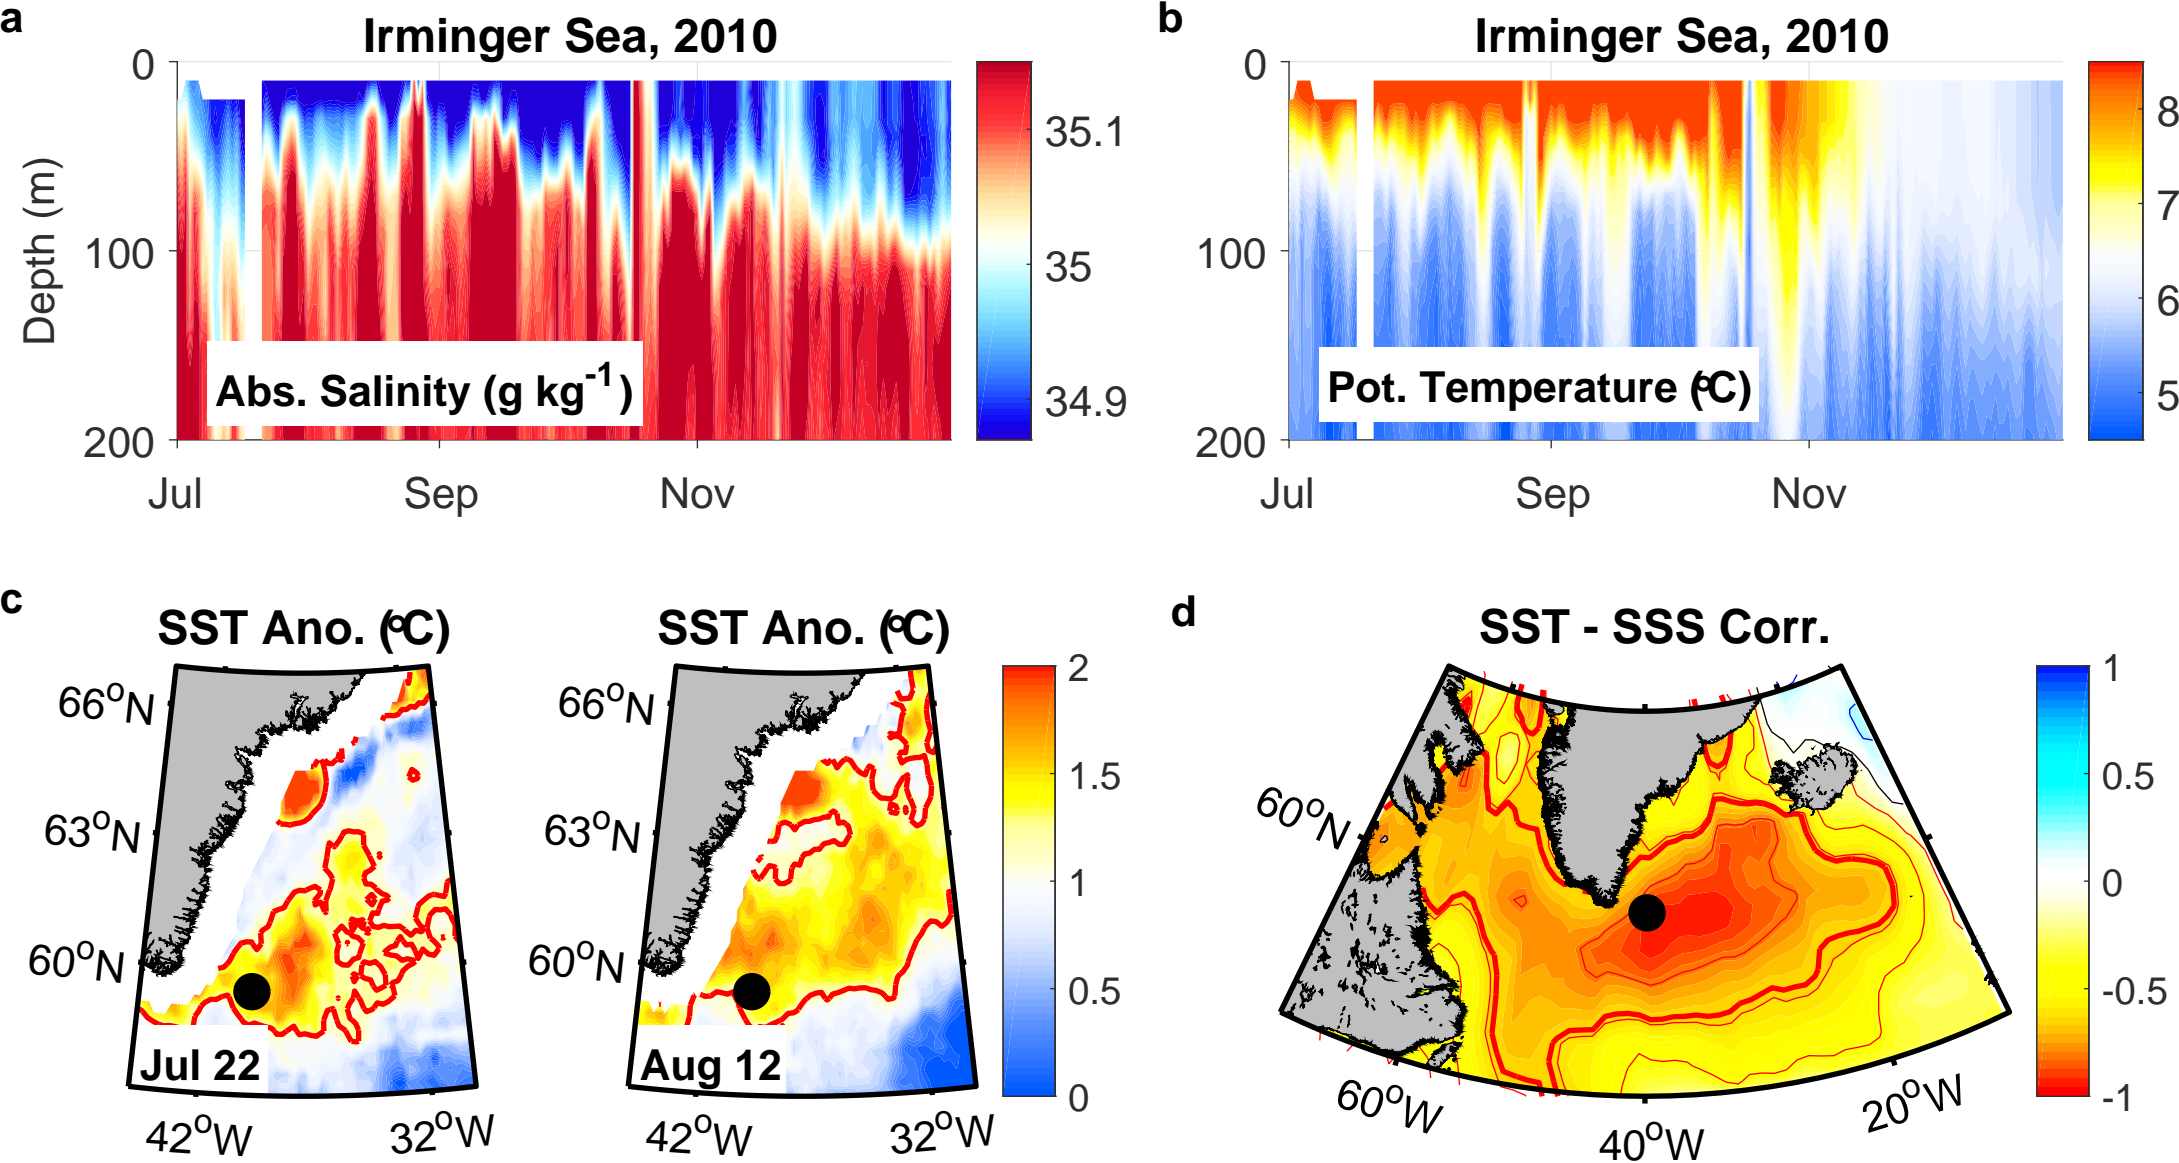 a
Irminger Sea, 2010
0
100
200
Depth (m)
Abs. Salinity (g kg⁻¹)
Jul
Sep
Nov
35.1
35
34.9
b
Irminger Sea, 2010
0
100
200
Pot. Temperature (°C)
Jul
Sep
Nov
8
7
6
5
c
SST Ano. (°C)
66°N
63°N
60°N
Jul 22
42°W
32°W
SST Ano. (°C)
66°N
63°N
60°N
Aug 12
42°W
32°W
2
1.5
1
0.5
0
d
SST - SSS Corr.
60°N
60°W
40°W
20°W
1
0.5
0
-0.5
-1